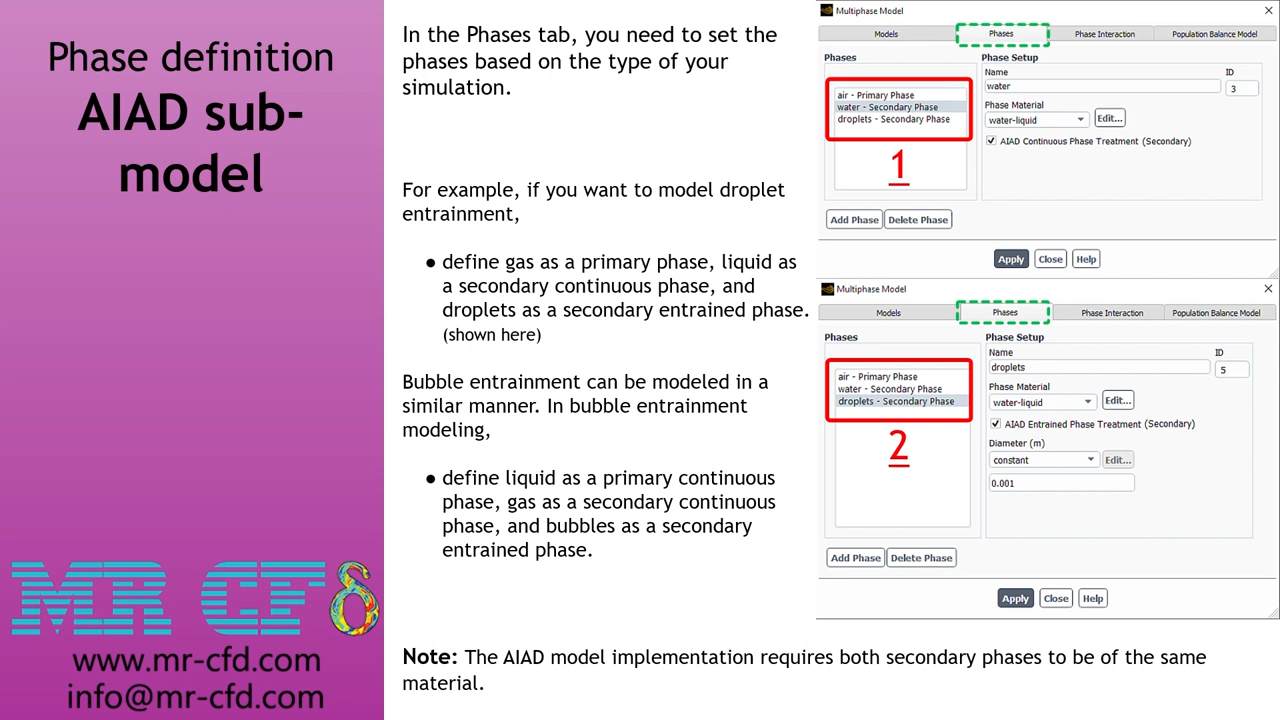 Phase definition
AIAD sub-
model
MR CFD
www.mr-cfd.com
info@mr-cfd.com
In the Phases tab, you need to set the
phases based on the type of your
simulation.
For example, if you want to model droplet
entrainment,
● define gas as a primary phase, liquid as
a secondary continuous phase, and
droplets as a secondary entrained phase.
(shown here)
Bubble entrainment can be modeled in a
similar manner. In bubble entrainment
modeling,
● define liquid as a primary continuous
phase, gas as a secondary continuous
phase, and bubbles as a secondary
entrained phase.
Note: The AIAD model implementation requires both secondary phases to be of the same
material.
Multiphase Model
Models Phases Phase Interaction Population Balance Model
Phases Phase Setup
Name ID
water 3
air - Primary Phase
water - Secondary Phase
droplets - Secondary Phase
Phase Material
water-liquid Edit...
AIAD Continuous Phase Treatment (Secondary)
1
Add Phase Delete Phase
Apply Close Help
Multiphase Model
Models Phases Phase Interaction Population Balance Model
Phases Phase Setup
Name ID
droplets 5
air - Primary Phase
water - Secondary Phase
droplets - Secondary Phase
Phase Material
water-liquid Edit...
AIAD Entrained Phase Treatment (Secondary)
Diameter (m)
constant Edit...
0.001
2
Add Phase Delete Phase
Apply Close Help